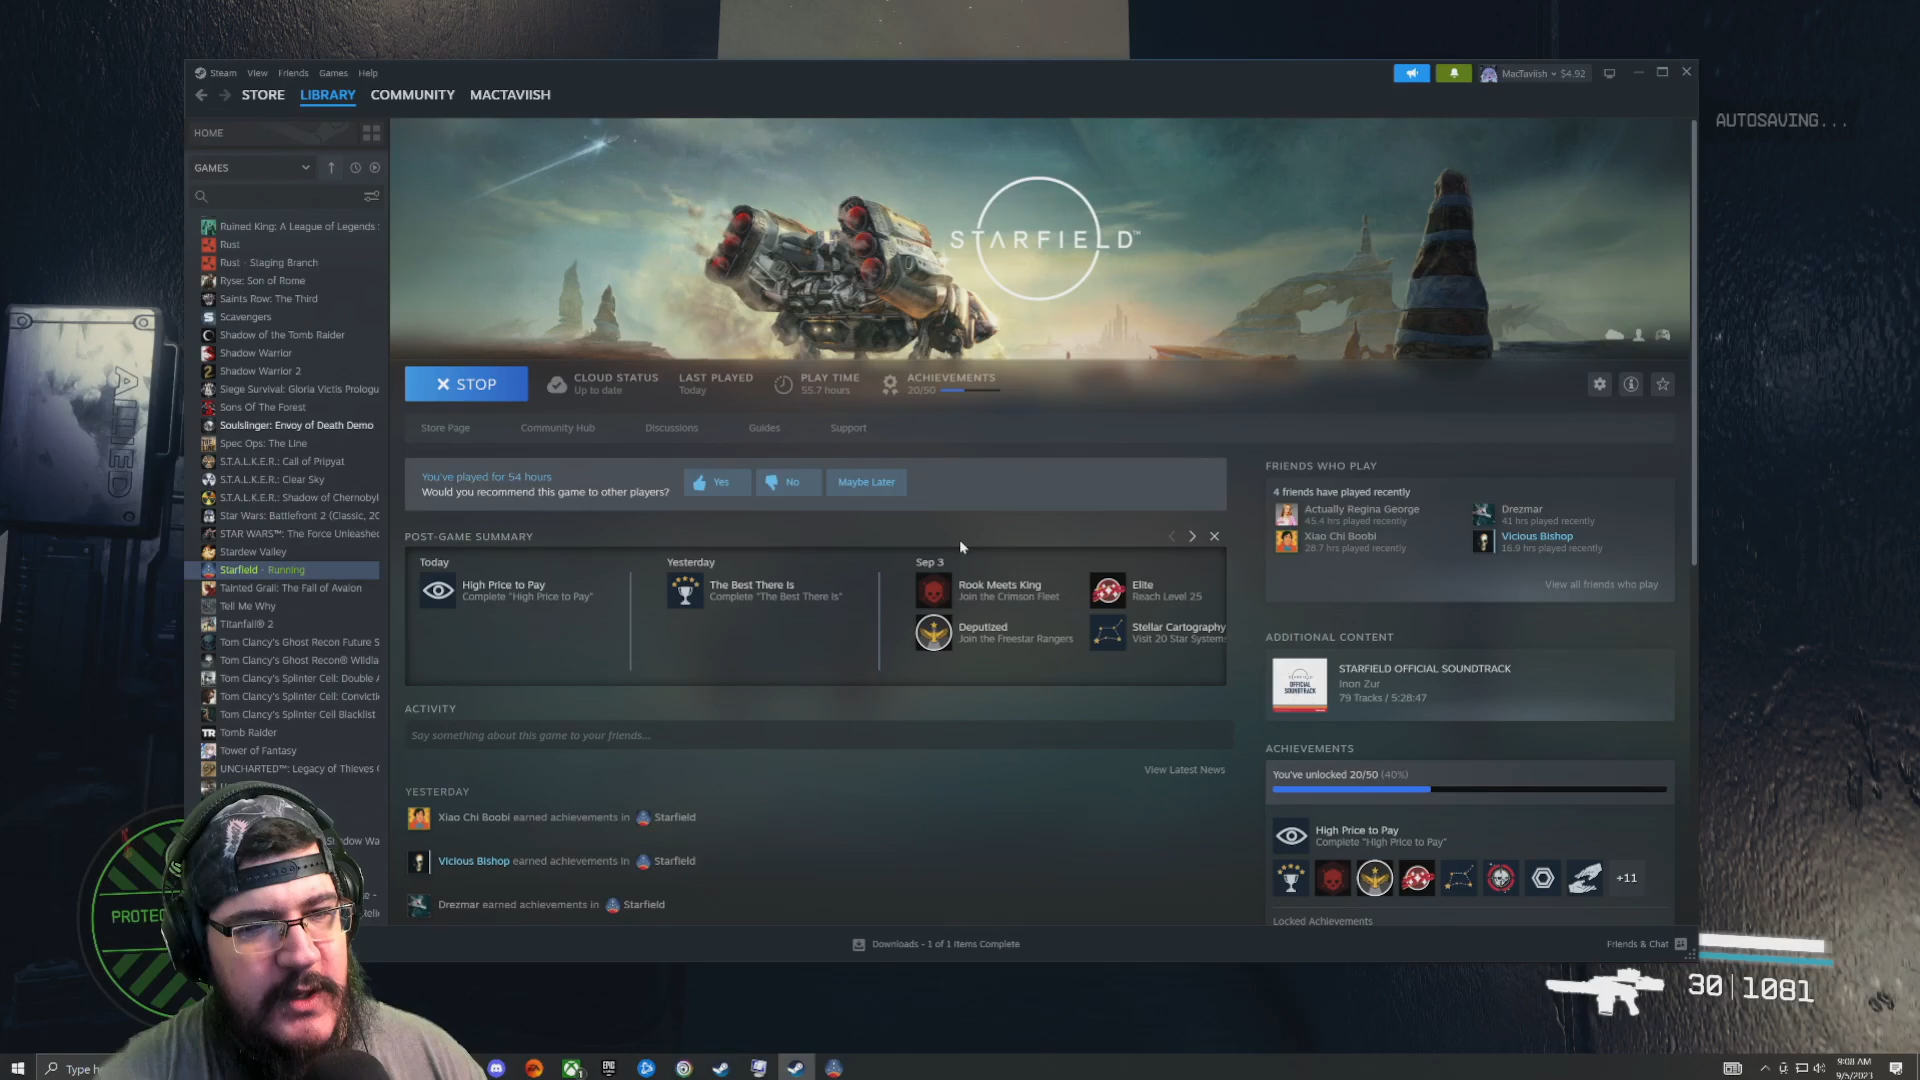 Steam View Friends Games Help
MacTaviish $4.92
STORE LIBRARY COMMUNITY MACTAVIISH
AUTOSAVING...
HOME
GAMES
Ruined King: A League of Legends
Rust
Rust - Staging Branch
Ryse: Son of Rome
Saints Row: The Third
Scavengers
Shadow of the Tomb Raider
Shadow Warrior
Shadow Warrior 2
Siege Survival: Gloria Victis Prologu
Sons Of The Forest
Soulslinger: Envoy of Death Demo
Spec Ops: The Line
S.T.A.L.K.E.R.: Call of Pripyat
S.T.A.L.K.E.R.: Clear Sky
S.T.A.L.K.E.R.: Shadow of Chernobyl
Star Wars: Battlefront 2 (Classic, 20
STAR WARS™: The Force Unleashed
Stardew Valley
Starfield - Running
Tainted Grail: The Fall of Avalon
Tell Me Why
Titanfall® 2
Tom Clancy's Ghost Recon Future S
Tom Clancy's Ghost Recon® Wildla
Tom Clancy's Splinter Cell: Double A
Tom Clancy's Splinter Cell: Convicti
Tom Clancy's Splinter Cell Blacklist
Tomb Raider
Tower of Fantasy
UNCHARTED™: Legacy of Thieves C
hadow Wa
STARFIELD™
STOP
CLOUD STATUS
Up to date
LAST PLAYED
Today
PLAY TIME
55.7 hours
ACHIEVEMENTS
20/50
Store Page Community Hub Discussions Guides Support
You've played for 54 hours
Would you recommend this game to other players?
Yes No Maybe Later
POST-GAME SUMMARY
Today
High Price to Pay
Complete "High Price to Pay"
Yesterday
The Best There Is
Complete "The Best There Is"
Sep 3
Rook Meets King
Join the Crimson Fleet
Elite
Reach Level 25
Deputized
Join the Freestar Rangers
Stellar Cartography
Visit 20 Star System
ACTIVITY
Say something about this game to your friends...
View Latest News
YESTERDAY
Xiao Chi Boobi earned achievements in Starfield
Vicious Bishop earned achievements in Starfield
Drezmar earned achievements in Starfield
FRIENDS WHO PLAY
4 friends have played recently
Actually Regina George
45.4 hrs played recently
Drezmar
41 hrs played recently
Xiao Chi Boobi
28.7 hrs played recently
Vicious Bishop
16.9 hrs played recently
View all friends who play
ADDITIONAL CONTENT
OFFICIAL
SOUNDTRACK
STARFIELD OFFICIAL SOUNDTRACK
Inon Zur
79 Tracks / 5:28:47
ACHIEVEMENTS
You've unlocked 20/50 (40%)
High Price to Pay
Complete "High Price to Pay"
+11
Locked Achievements
Downloads - 1 of 1 Items Complete
Friends & Chat
ALLIED
PROTEC
30 | 1081
Type h
9:08 AM
9/5/2023